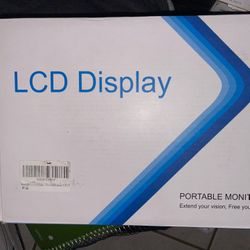 LCD Display
PORTABLE MONIT
Extend your vision, Free you